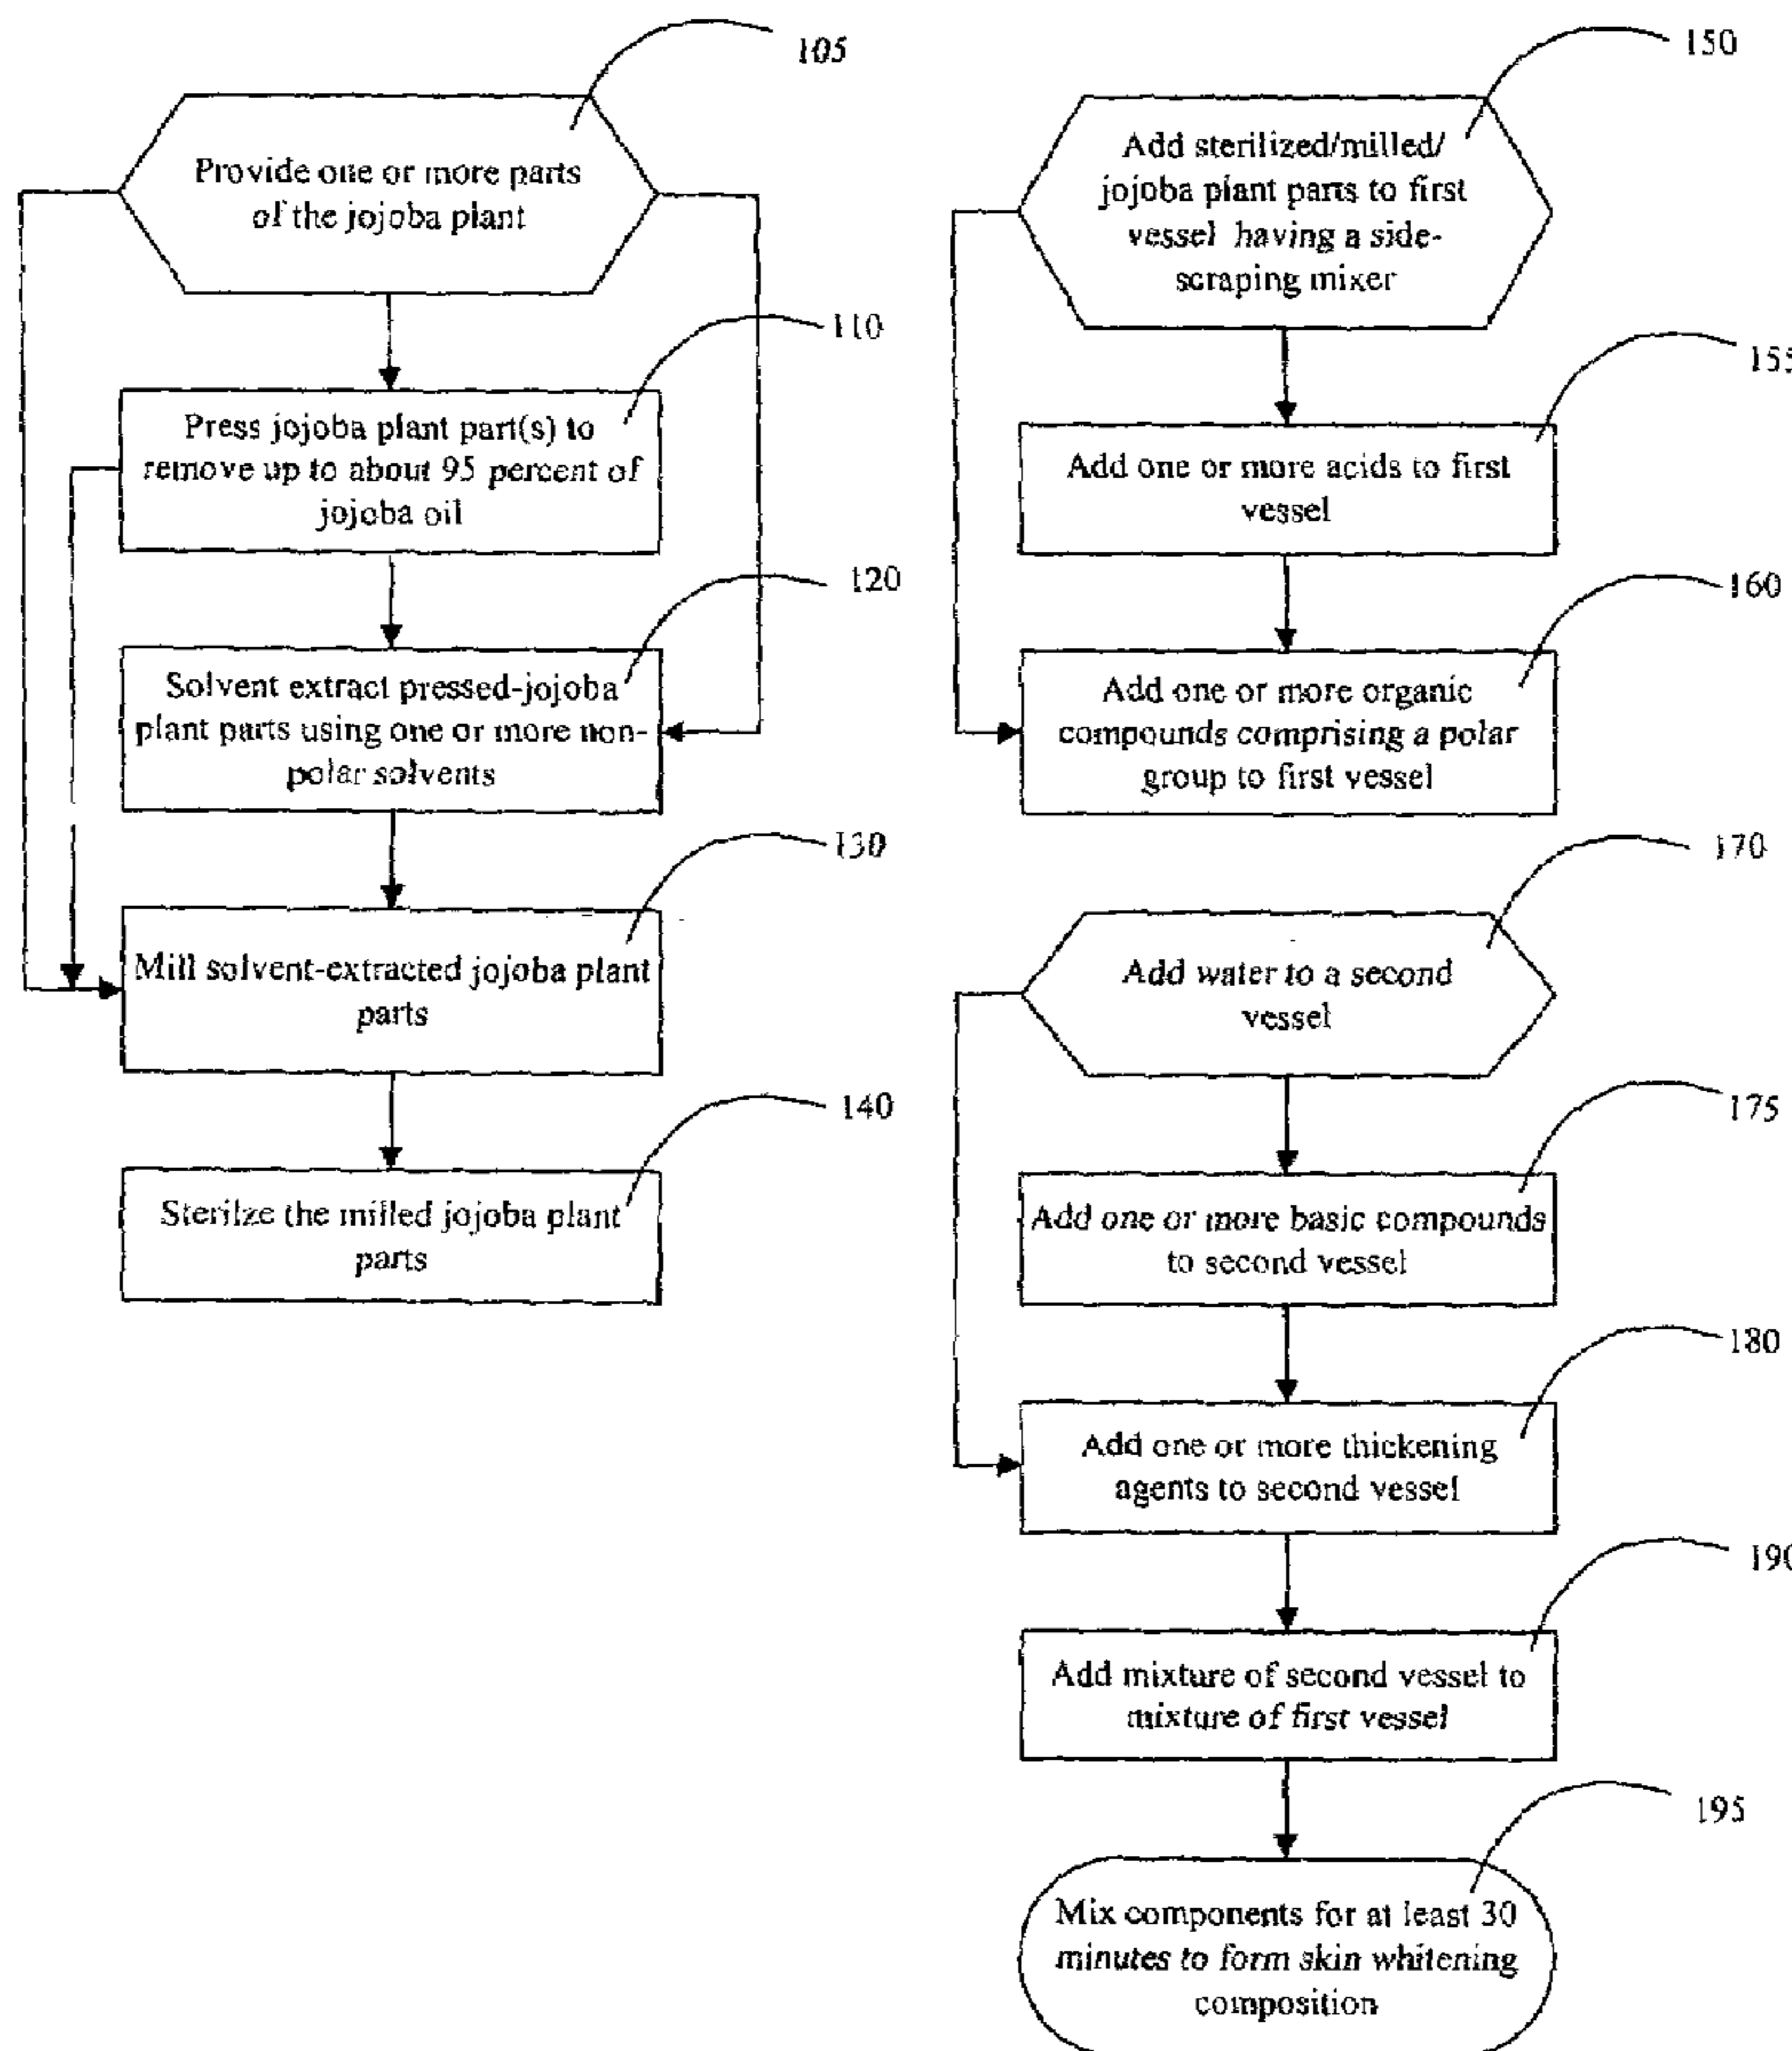 105
Provide one or more parts
of the jojoba plant
110
Press jojoba plant part(s) to
remove up to about 95 percent of
jojoba oil
120
Solvent extract pressed-jojoba
plant parts using one or more non-
polar solvents
130
Mill solvent-extracted jojoba plant
parts
140
Sterilze the milled jojoba plant
parts
150
Add sterilized/milled/
jojoba plant parts to first
vessel having a side-
scraping mixer
155
Add one or more acids to first
vessel
160
Add one or more organic
compounds comprising a polar
group to first vessel
170
Add water to a second
vessel
175
Add one or more basic compounds
to second vessel
180
Add one or more thickening
agents to second vessel
190
Add mixture of second vessel to
mixture of first vessel
195
Mix components for at least 30
minutes to form skin whitening
composition